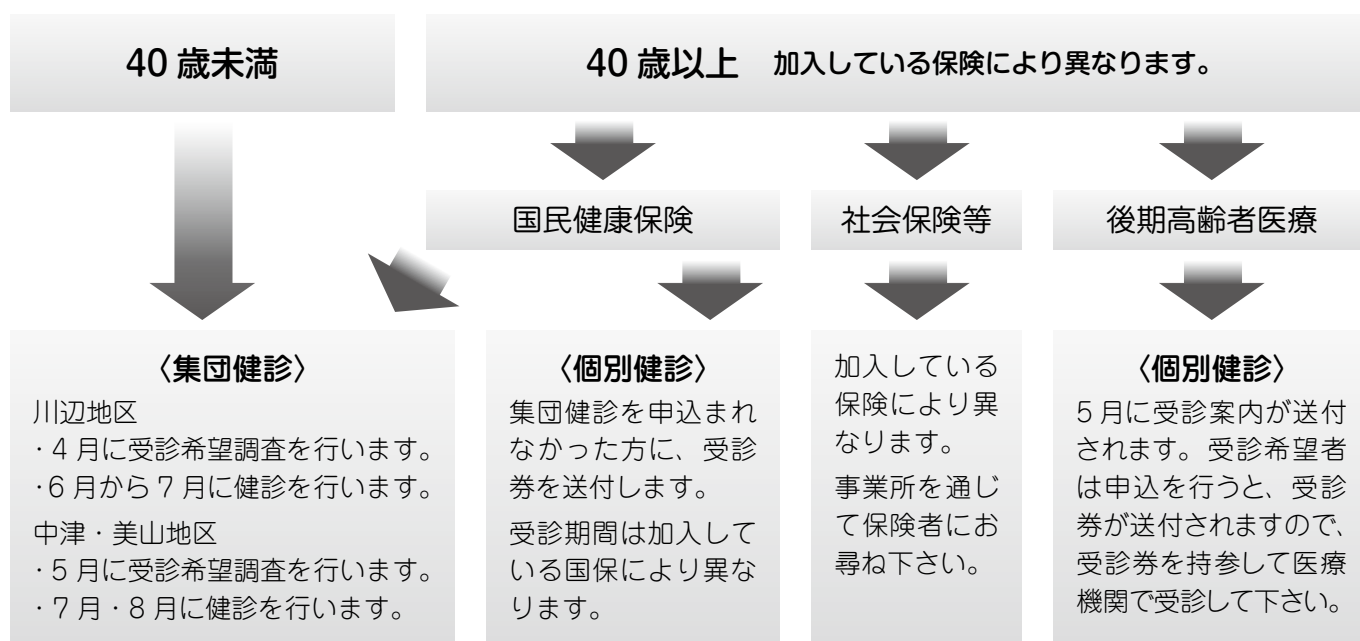 40 歳未満
40 歳以上 加入している保険により異なります。
国民健康保険
社会保険等
後期高齢者医療
〈集団健診〉
川辺地区
・4 月に受診希望調査を行います。
・6 月から 7 月に健診を行います。
中津・美山地区
・5 月に受診希望調査を行います。
・7 月・8 月に健診を行います。
〈個別健診〉
集団健診を申込まれ
なかった方に、受診
券を送付します。
受診期間は加入して
いる国保により異な
ります。
加入している
保険により異
なります。
事業所を通じ
て保険者にお
尋ね下さい。
〈個別健診〉
5 月に受診案内が送付
されます。受診希望者
は申込を行うと、受診
券が送付されますので、
受診券を持参して医療
機関で受診して下さい。